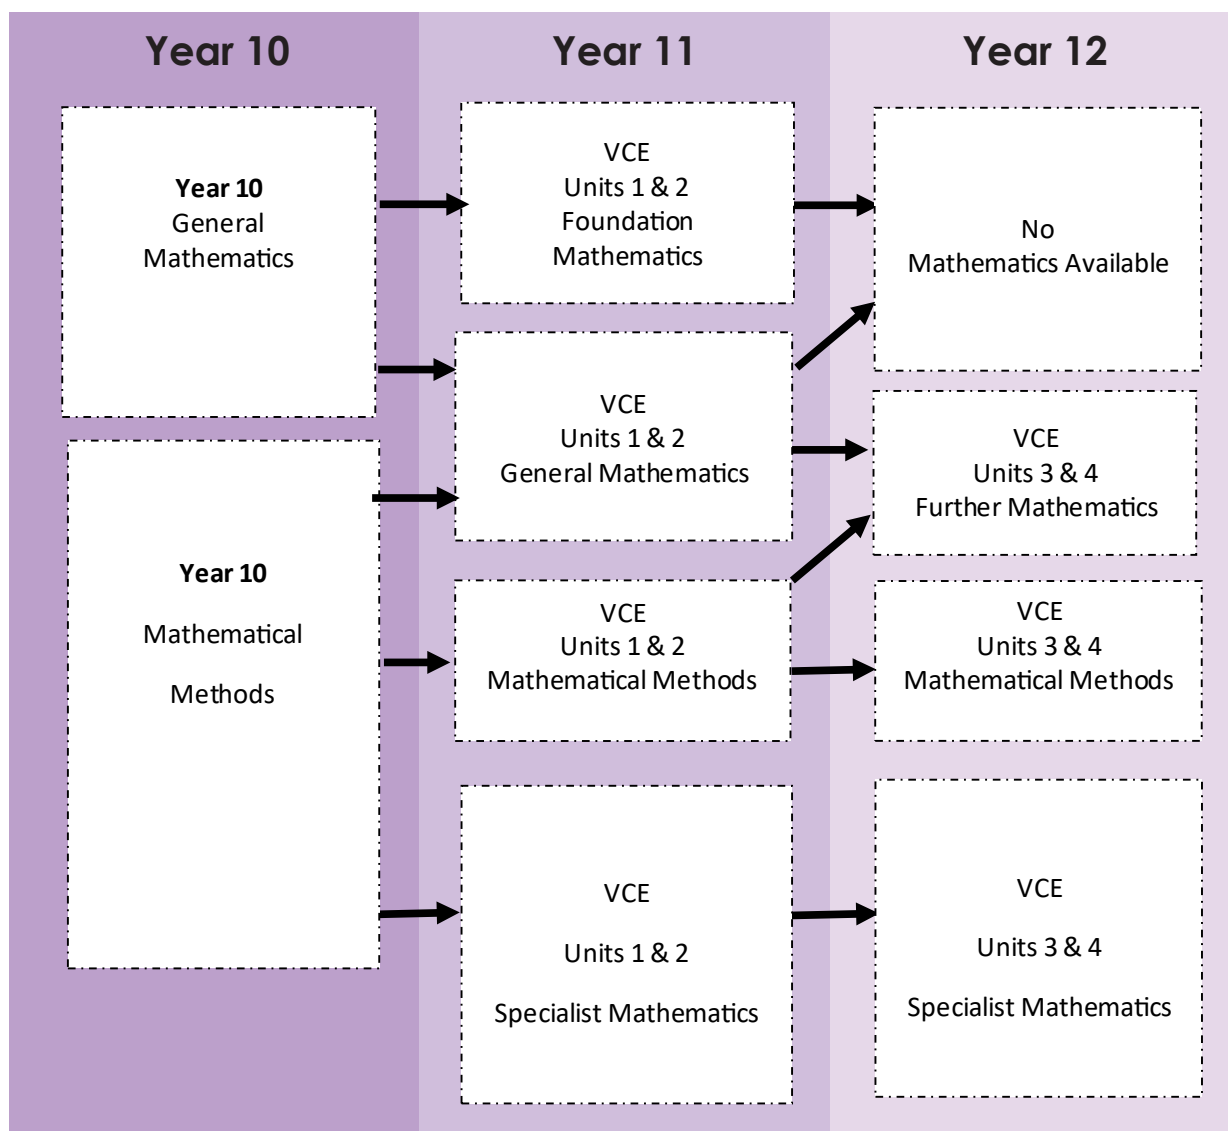 Year 10
Year 11
Year 12
Year 10
General
Mathematics
Year 10
Mathematical
Methods
VCE
Units 1 & 2
Foundation
Mathematics
VCE
Units 1 & 2
General Mathematics
VCE
Units 1 & 2
Mathematical Methods
VCE
Units 1 & 2
Specialist Mathematics
No
Mathematics Available
VCE
Units 3 & 4
Further Mathematics
VCE
Units 3 & 4
Mathematical Methods
VCE
Units 3 & 4
Specialist Mathematics